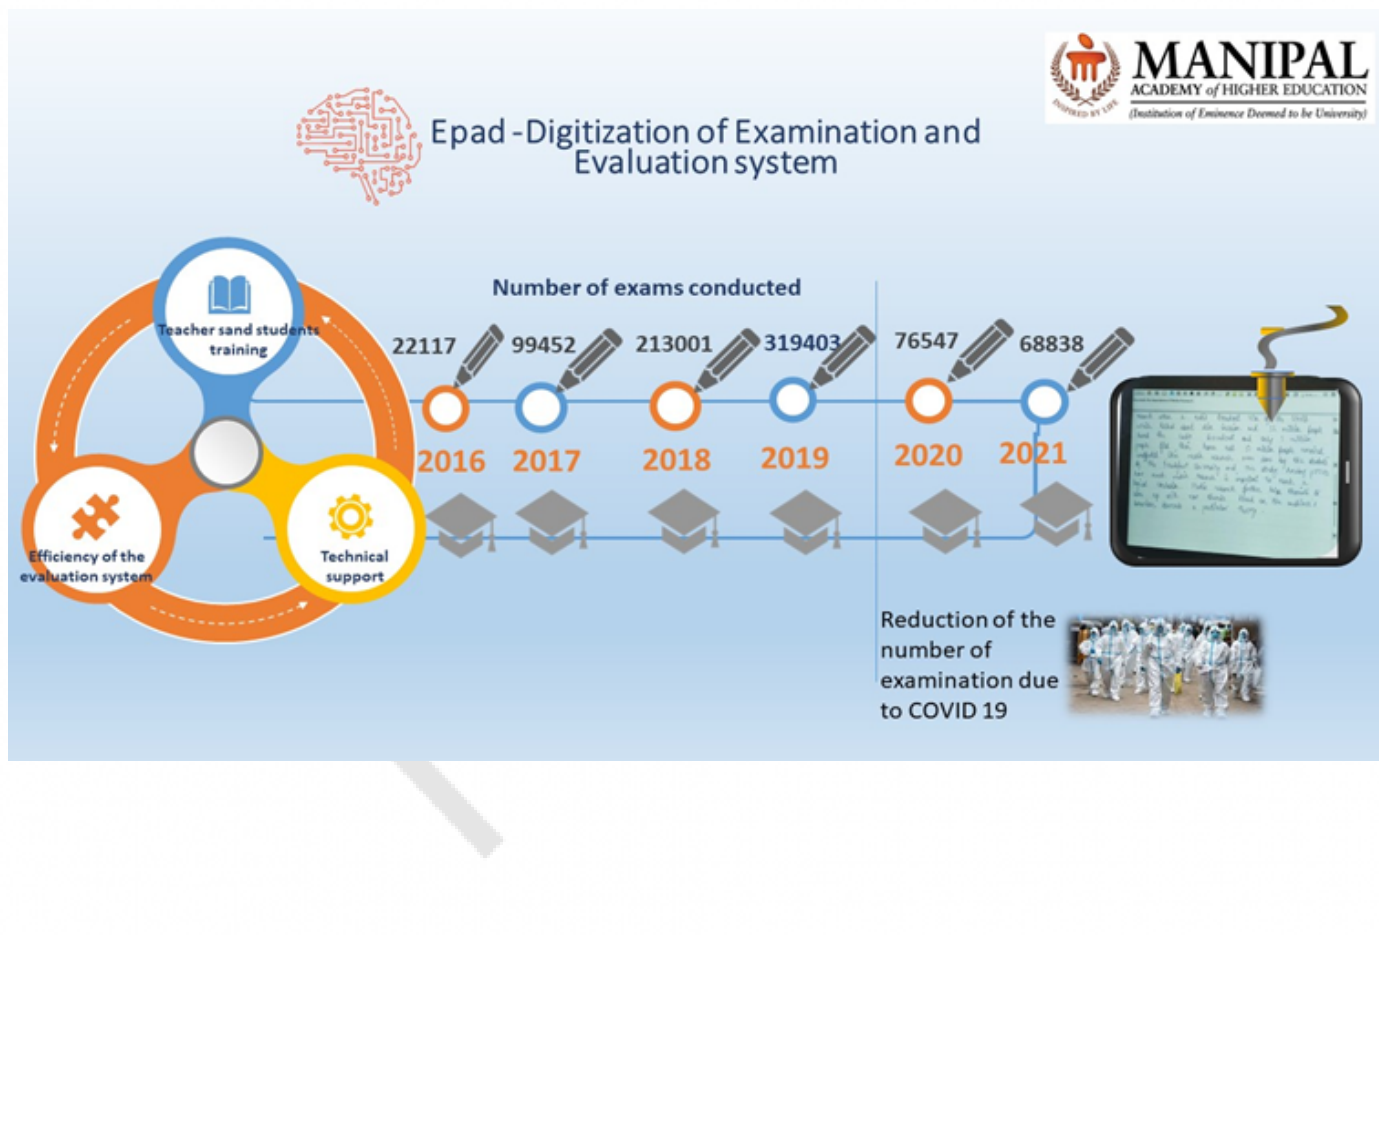 MANIPAL
ACADEMY of HIGHER EDUCATION
(Institution of Eminence Deemed to be University)
INSPIRED BY LIFE
Epad -Digitization of Examination and
Evaluation system
Number of exams conducted
Teacher sand students
training
22117
99452
213001
319403
76547
68838
2016
2017
2018
2019
2020
2021
Efficiency of the
evaluation system
Technical
support
Reduction of the
number of
examination due
to COVID 19